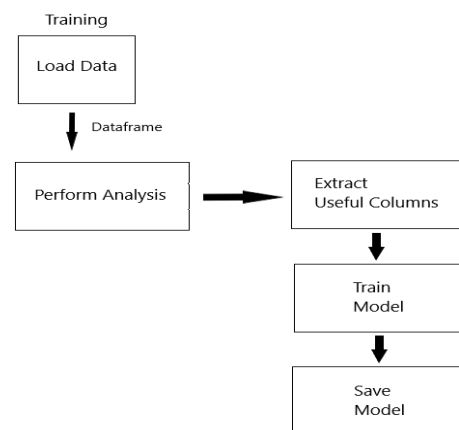 Training
Load Data
Dataframe
Perform Analysis
Extract
Useful Columns
Train
Model
Save
Model